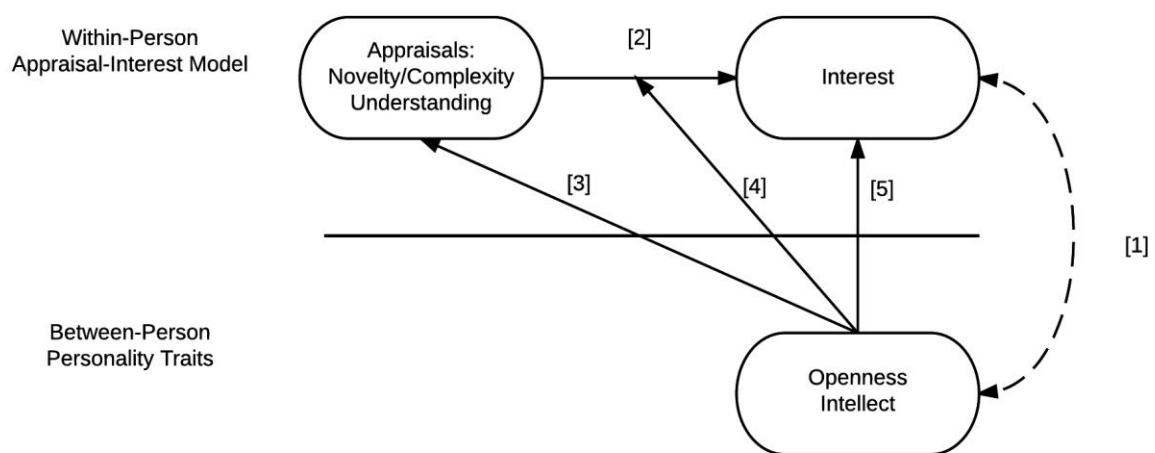 Within-Person
Appraisal-Interest Model
Appraisals:
Novelty/Complexity
Understanding
[2]
Interest
[3]
[4]
[5]
[1]
Between-Person
Personality Traits
Openness
Intellect